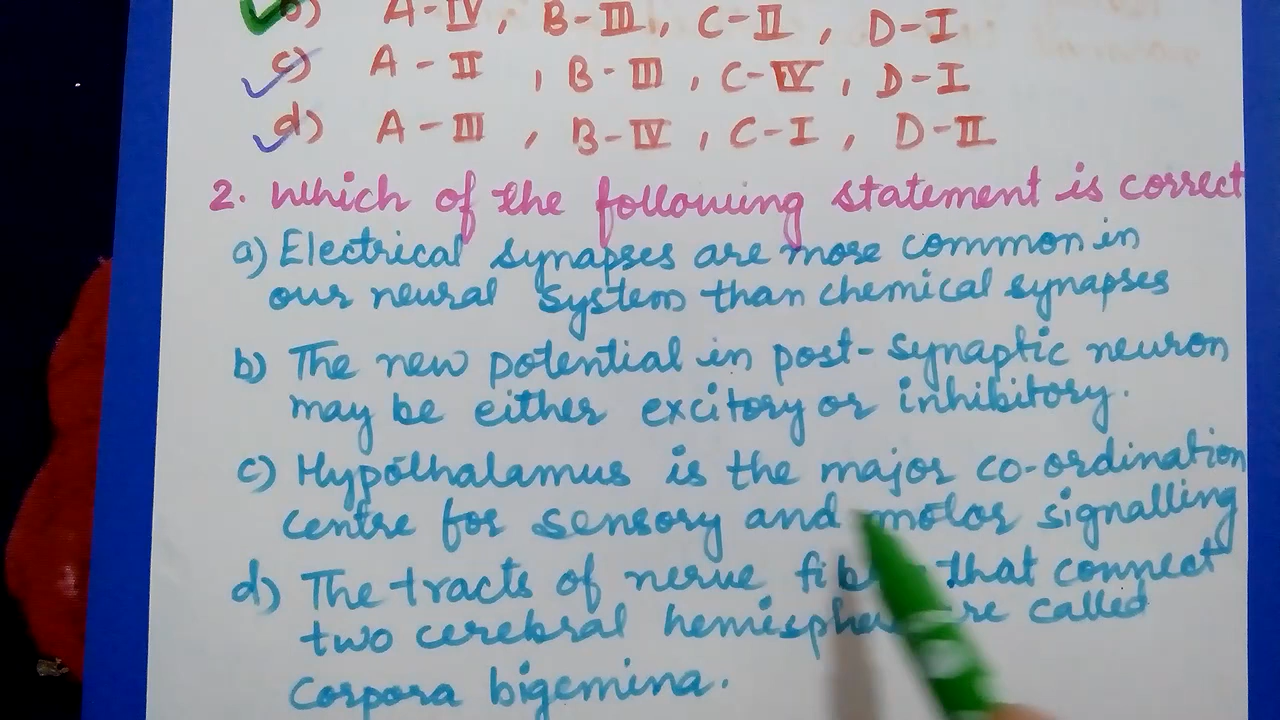 b) A-IV, B-III, C-II, D-I
c) A-II, B-III, C-IV, D-I
d) A-III, B-IV, C-I, D-II
2. Which of the following statement is correct
a) Electrical synapses are more common in
our neural system than chemical synapses
b) The new potential in post-synaptic neuron
may be either excitory or inhibitory.
c) Hypothalamus is the major co-ordination
centre for sensory and motor signalling
d) The tracts of nerve that connect
two cerebral called
Corpora bigemina.